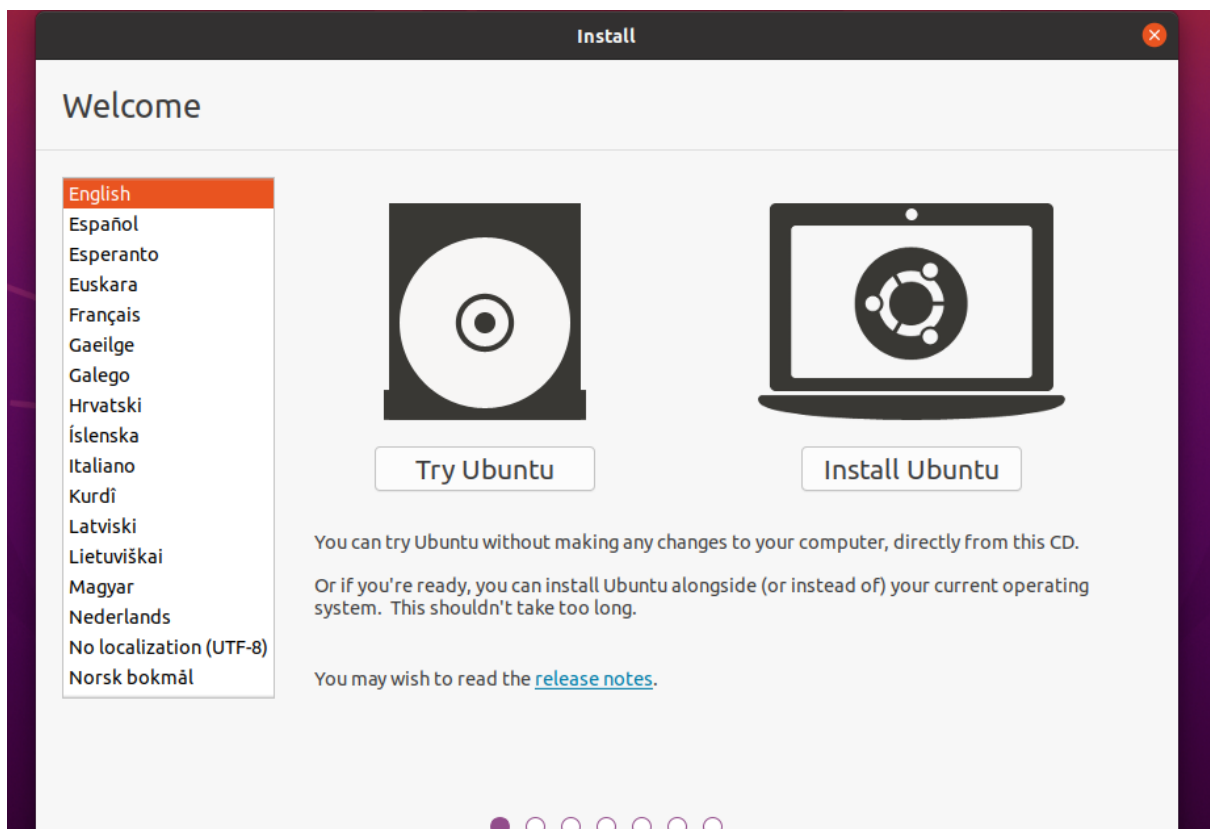 Install
Welcome
English
Español
Esperanto
Euskara
Français
Gaeilge
Galego
Hrvatski
Íslenska
Italiano
Kurdî
Latviski
Lietuviškai
Magyar
Nederlands
No localization (UTF-8)
Norsk bokmål
Try Ubuntu
Install Ubuntu
You can try Ubuntu without making any changes to your computer, directly from this CD.
Or if you're ready, you can install Ubuntu alongside (or instead of) your current operating
system. This shouldn't take too long.
You may wish to read the release notes.